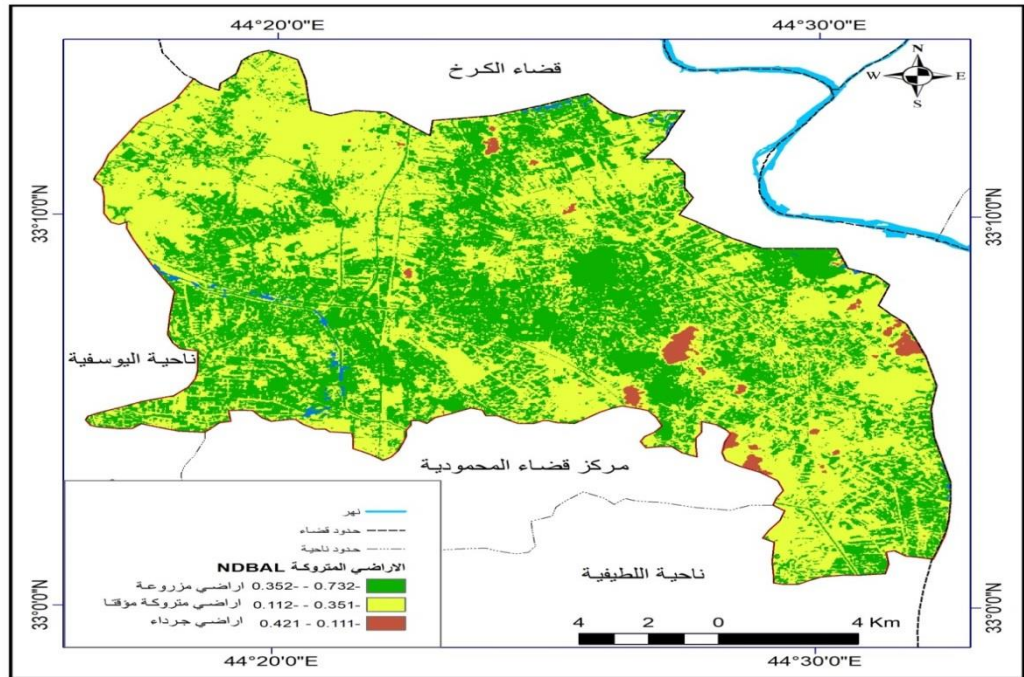 44°20'0"E
44°30'0"E
قضاء الكرخ
N
W E
S
33°10'0"N
33°10'0"N
ناحية اليوسفية
مركز قضاء المحمودية
نهر
حدود قضاء
حدود ناحية
الاراضي المتروكة NDBAL
-0.732 - -0.352 اراضي مزروعة
-0.351 - -0.112 اراضي متروكة مؤقتا
-0.111 - 0.421 اراضي جرداء
ناحية اللطيفية
33°0'0"N
33°0'0"N
4 2 0 4 Km
44°20'0"E
44°30'0"E